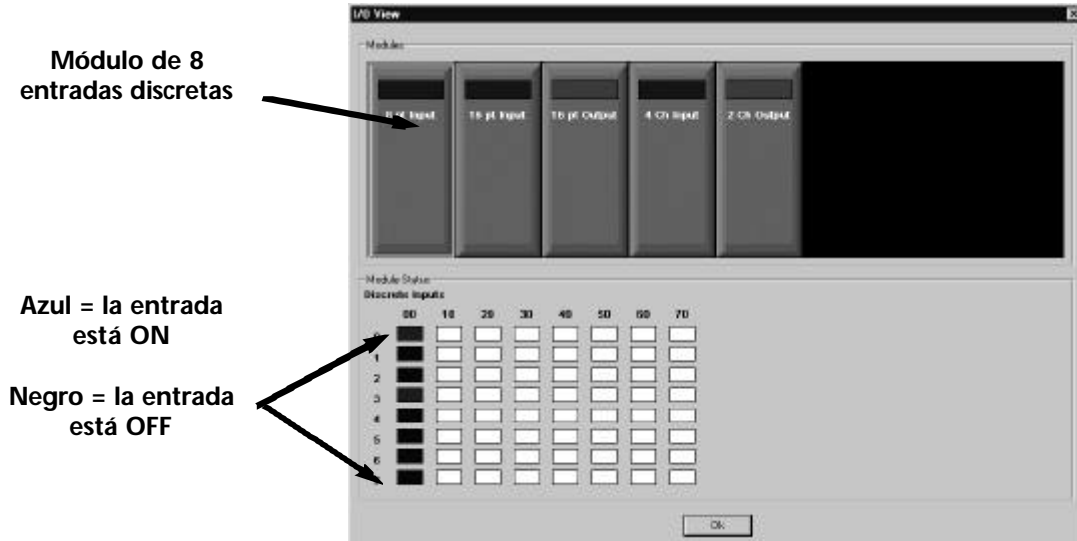 I/O View
Módulo de 8
entradas discretas
Modules
8 pt Input
16 pt Input
16 pt Output
4 Ch Input
2 Ch Output
Module Status
Discrete Inputs
00 10 20 30 40 50 60 70
0
1
2
3
4
5
6
Azul = la entrada
está ON
Negro = la entrada
está OFF
Ok